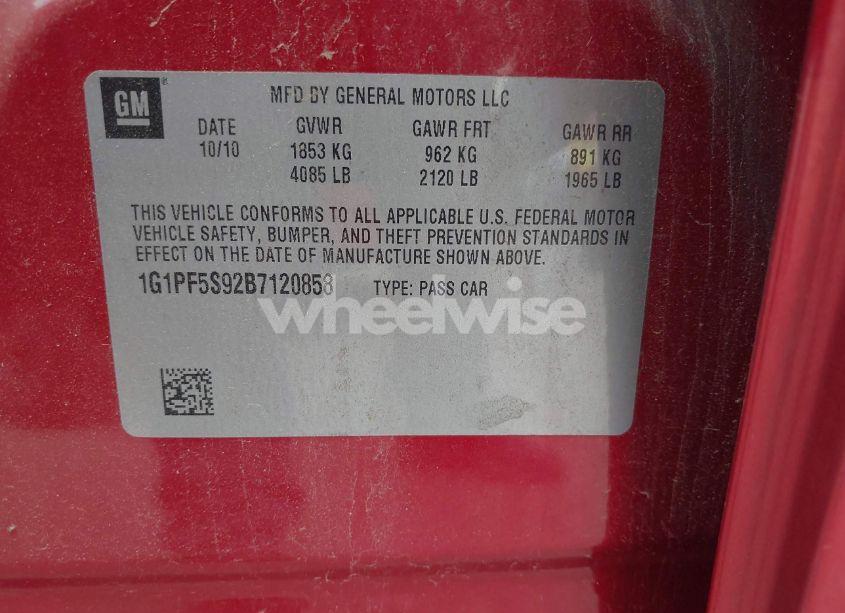 GM
MFD BY GENERAL MOTORS LLC
DATE GVWR GAWR FRT GAWR RR
10/10 1853 KG 962 KG 891 KG
4085 LB 2120 LB 1965 LB
THIS VEHICLE CONFORMS TO ALL APPLICABLE U.S. FEDERAL MOTOR
VEHICLE SAFETY, BUMPER, AND THEFT PREVENTION STANDARDS IN
EFFECT ON THE DATE OF MANUFACTURE SHOWN ABOVE.
1G1PF5S92B7120858 TYPE: PASS CAR
wheelwise